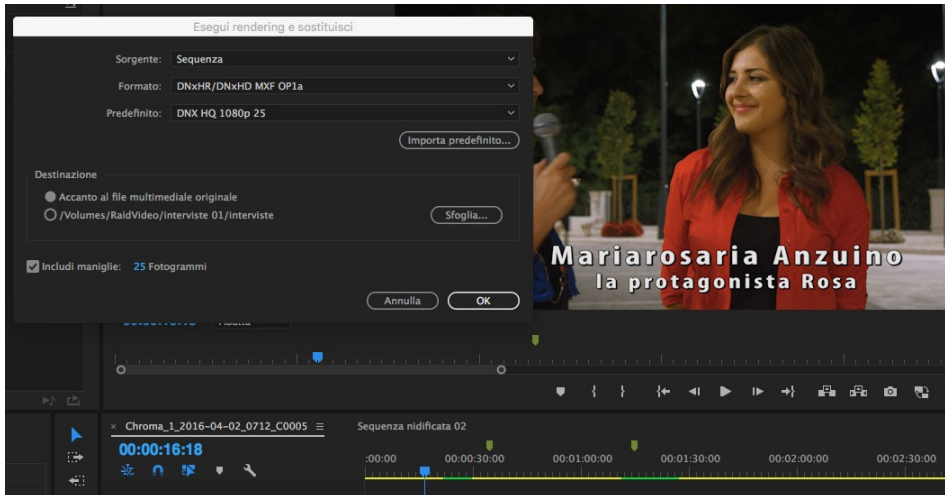 Esegui rendering e sostituisci
Sorgente: Sequenza
Formato: DNxHR/DNxHD MXF OP1a
Predefinito: DNX HQ 1080p 25
Importa predefinito...
Destinazione
Accanto al file multimediale originale
/Volumes/RaidVideo/interviste 01/interviste
Sfoglia...
Includi maniglie: 25 Fotogrammi
Annulla
OK
Mariarosaria Anzuino
la protagonista Rosa
× Chroma_1_2016-04-02_0712_C0005
Sequenza nidificata 02
00:00:16:18
:00:00
00:00:30:00
00:01:00:00
00:01:30:00
00:02:00:00
00:02:30:00